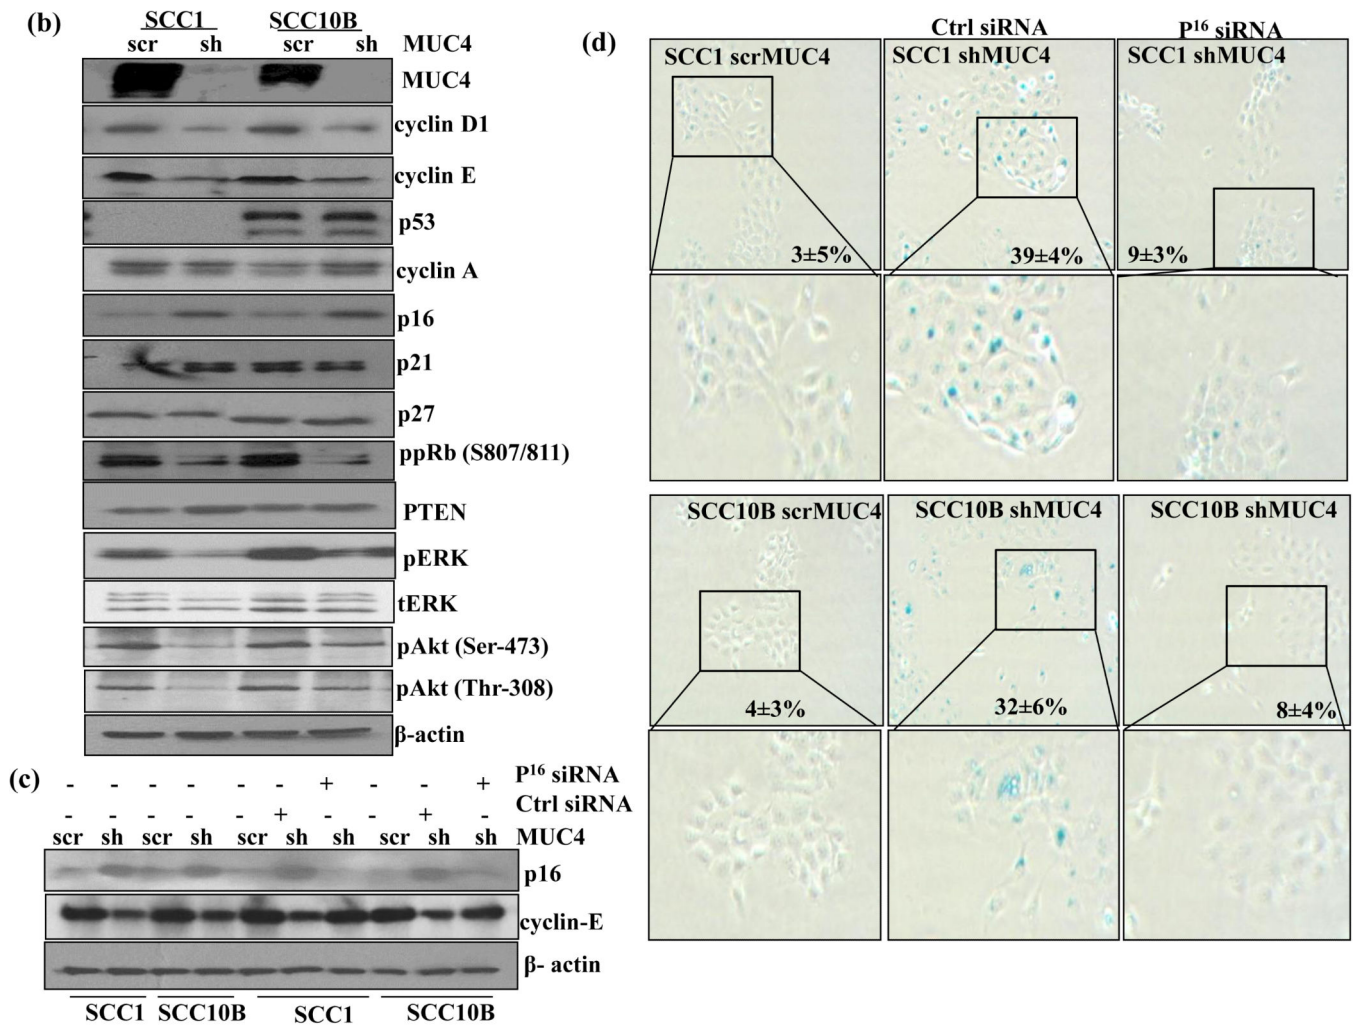 (b)
SCC1 SCC10B
scr sh scr sh MUC4
MUC4
cyclin D1
cyclin E
p53
cyclin A
p16
p21
p27
ppRb (S807/811)
PTEN
pERK
tERK
pAkt (Ser-473)
pAkt (Thr-308)
β-actin
(c)
- - - - - - + - - + P16 siRNA
- - - - - + - - + - Ctrl siRNA
scr sh scr sh scr sh sh scr sh sh MUC4
p16
cyclin-E
β- actin
SCC1 SCC10B SCC1 SCC10B
(d)
Ctrl siRNA P16 siRNA
SCC1 scrMUC4 SCC1 shMUC4 SCC1 shMUC4
3±5% 39±4% 9±3%
SCC10B scrMUC4 SCC10B shMUC4 SCC10B shMUC4
4±3% 32±6% 8±4%